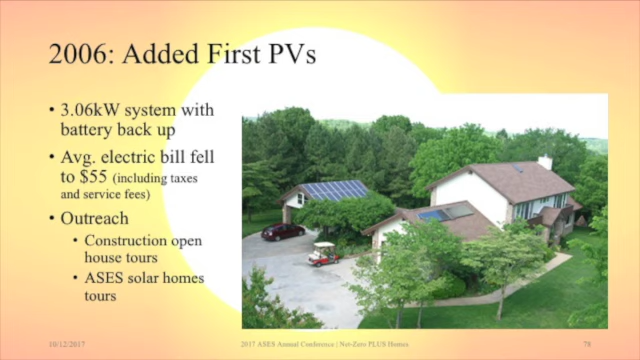 2006: Added First PVs
• 3.06kW system with
battery back up
• Avg. electric bill fell
to $55 (including taxes
and service fees)
• Outreach
• Construction open
house tours
• ASES solar homes
tours
10/12/2017
2017 ASES Annual Conference | Net-Zero PLUS Homes
78